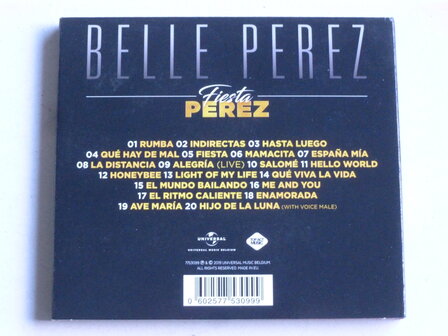 BELLE PEREZ
Fiesta
PEREZ
01 RUMBA 02 INDIRECTAS 03 HASTA LUEGO
04 QUÉ HAY DE MAL 05 FIESTA 06 MAMACITA 07 ESPAÑA MÍA
08 LA DISTANCIA 09 ALEGRÍA (LIVE) 10 SALOMÉ 11 HELLO WORLD
12 HONEYBEE 13 LIGHT OF MY LIFE 14 QUÉ VIVA LA VIDA
15 EL MUNDO BAILANDO 16 ME AND YOU
17 EL RITMO CALIENTE 18 ENAMORADA
19 AVE MARÍA 20 HIJO DE LA LUNA (WITH VOICE MALE)
UNIVERSAL
UNIVERSAL MUSIC BELGIUM
7753099 ℗ & © 2019 UNIVERSAL MUSIC BELGIUM.
ALL RIGHTS RESERVED. MADE IN EU.
0 602577 530999